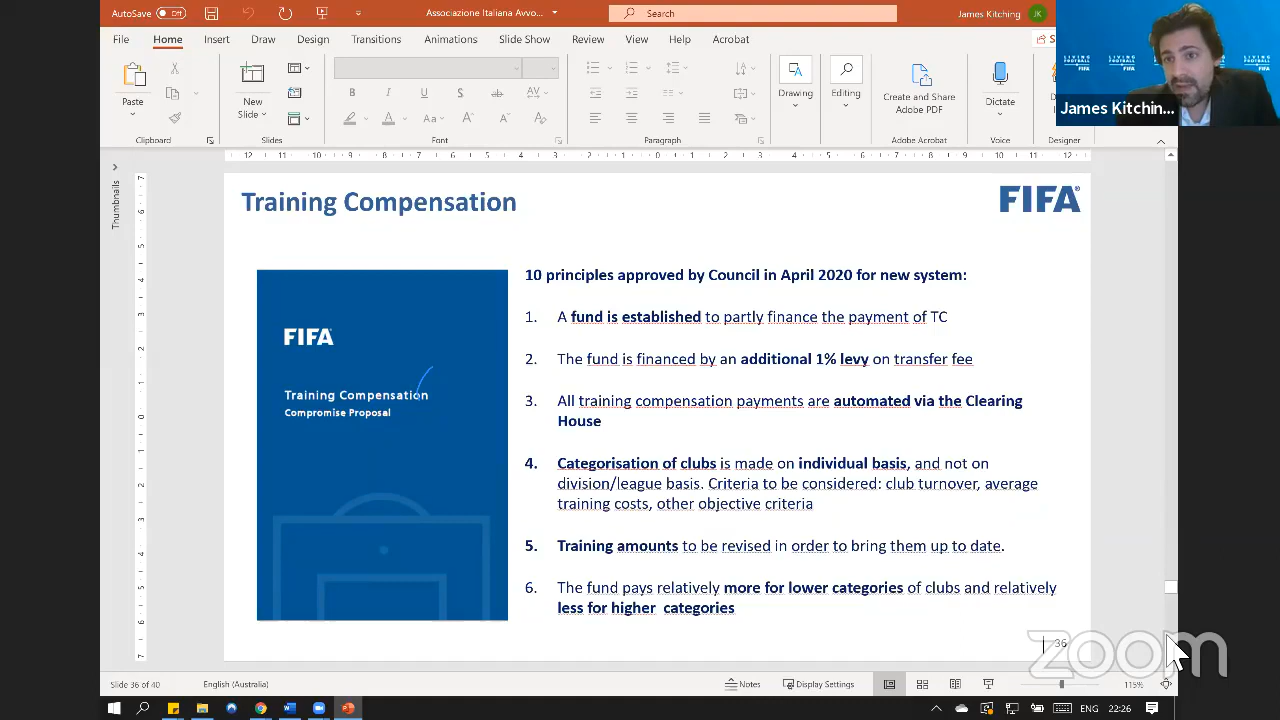 AutoSave Off
Associazione Italiana Avvo...
Search
James Kitching JK
File Home Insert Draw Design Transitions Animations Slide Show Review View Help Acrobat
Paste
New
Slide
Drawing
Editing
Create and Share
Adobe PDF
Dictate
Clipboard
Slides
Font
Paragraph
Adobe Acrobat
Voice
Designer
LIVING FOOTBALL FIFA
James Kitchin...
Thumbnails
Training Compensation
FIFA
FIFA
Training Compensation
Compromise Proposal
10 principles approved by Council in April 2020 for new system:
1. A fund is established to partly finance the payment of TC
2. The fund is financed by an additional 1% levy on transfer fee
3. All training compensation payments are automated via the Clearing
House
4. Categorisation of clubs is made on individual basis, and not on
division/league basis. Criteria to be considered: club turnover, average
training costs, other objective criteria
5. Training amounts to be revised in order to bring them up to date.
6. The fund pays relatively more for lower categories of clubs and relatively
less for higher categories
36
zoom
Slide 36 of 40 English (Australia) Notes Display Settings 115%
ENG 22:26